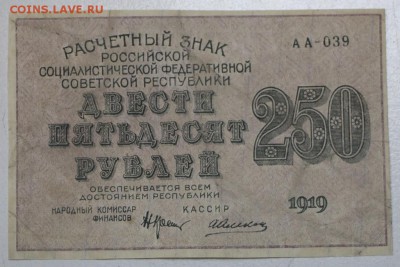 COINS.LAVE.RU
РАСЧЕТНЫЙ ЗНАК
АА-039
РОССИЙСКОЙ
СОЦИАЛИСТИЧЕСКОЙ ФЕДЕРАТИВНОЙ
СОВЕТСКОЙ РЕСПУБЛИКИ
ДВЕСТИ
ПЯТЬДЕСЯТ
РУБЛЕЙ
250
ОБЕСПЕЧИВАЕТСЯ ВСЕМ
ДОСТОЯНИЕМ РЕСПУБЛИКИ
1919
НАРОДНЫЙ КОМИССАР
ФИНАНСОВ
КАССИР